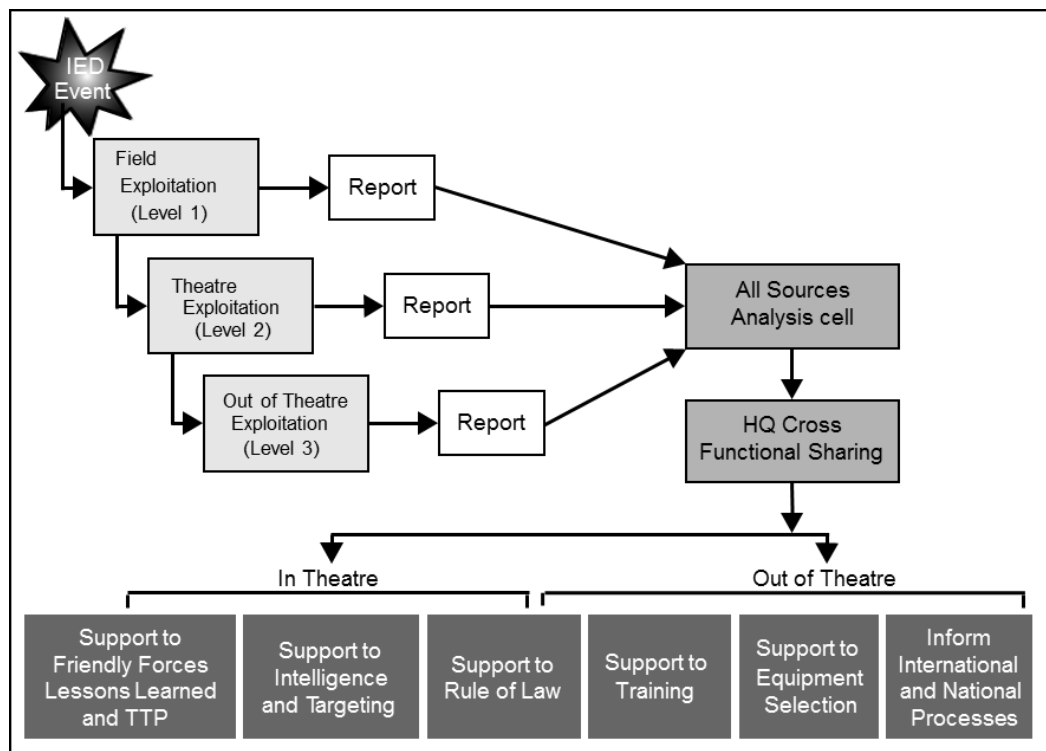 IED
Event
Field
Exploitation
(Level 1)
Report
Theatre
Exploitation
(Level 2)
Report
All Sources
Analysis cell
Out of Theatre
Exploitation
(Level 3)
Report
HQ Cross
Functional Sharing
In Theatre
Out of Theatre
Support to
Friendly Forces
Lessons Learned
and TTP
Support to
Intelligence
and Targeting
Support to
Rule of Law
Support to
Training
Support to
Equipment
Selection
Inform
International
and National
Processes